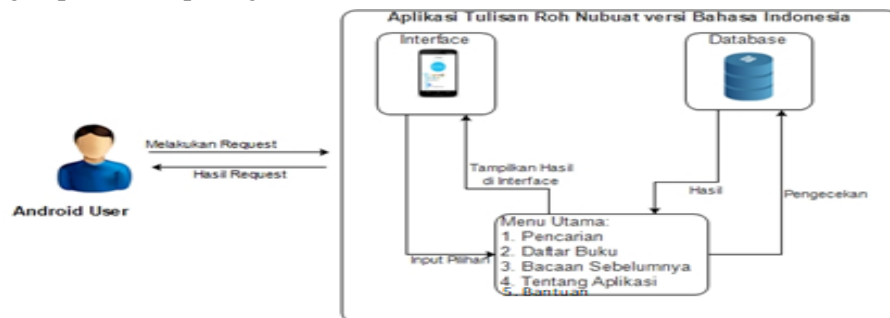 Aplikasi Tulisan Roh Nubuat versi Bahasa Indonesia
Interface
Database
Melakukan Request
Hasil Request
Android User
Tampilkan Hasil
di Interface
Hasil
Pengecekan
Input Pilihan
Menu Utama:
1. Pencarian
2. Daftar Buku
3. Bacaan Sebelumnya
4. Tentang Aplikasi
5. Bantuan